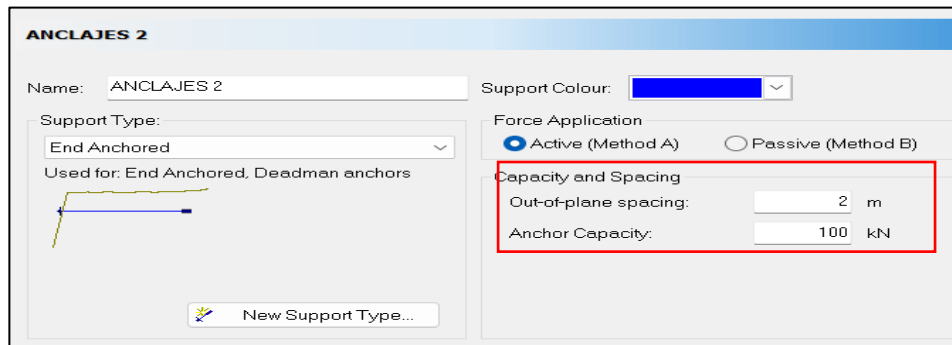 ANCLAJES 2
Name: ANCLAJES 2
Support Colour:
Support Type:
End Anchored
Used for: End Anchored, Deadman anchors
New Support Type...
Force Application
Active (Method A) Passive (Method B)
Capacity and Spacing
Out-of-plane spacing: 2 m
Anchor Capacity: 100 kN